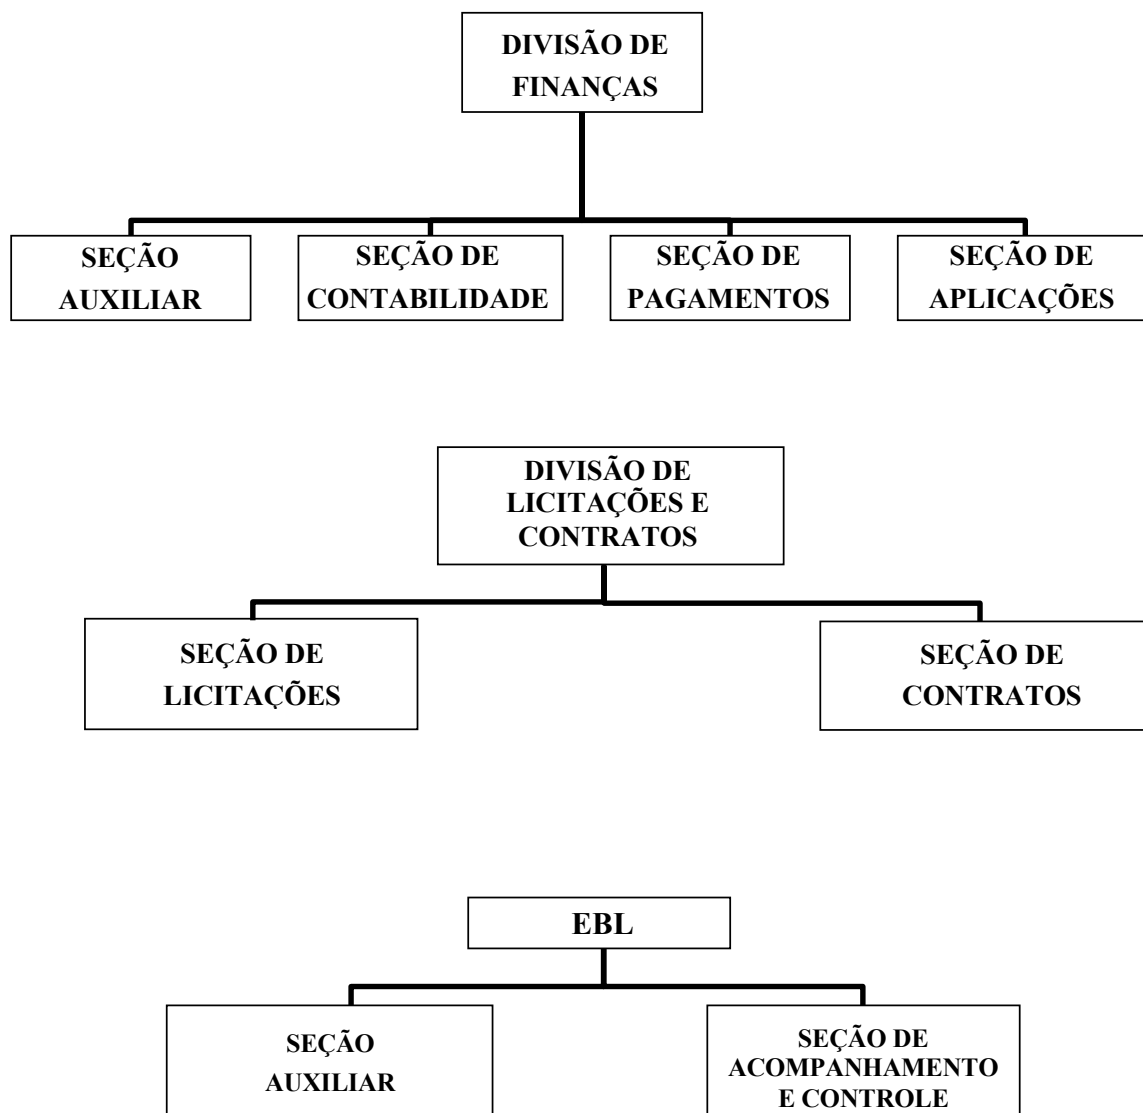 DIVISÃO DE
FINANÇAS
SEÇÃO
AUXILIAR
SEÇÃO DE
CONTABILIDADE
SEÇÃO DE
PAGAMENTOS
SEÇÃO DE
APLICAÇÕES
DIVISÃO DE
LICITAÇÕES E
CONTRATOS
SEÇÃO DE
LICITAÇÕES
SEÇÃO DE
CONTRATOS
EBL
SEÇÃO
AUXILIAR
SEÇÃO DE
ACOMPANHAMENTO
E CONTROLE